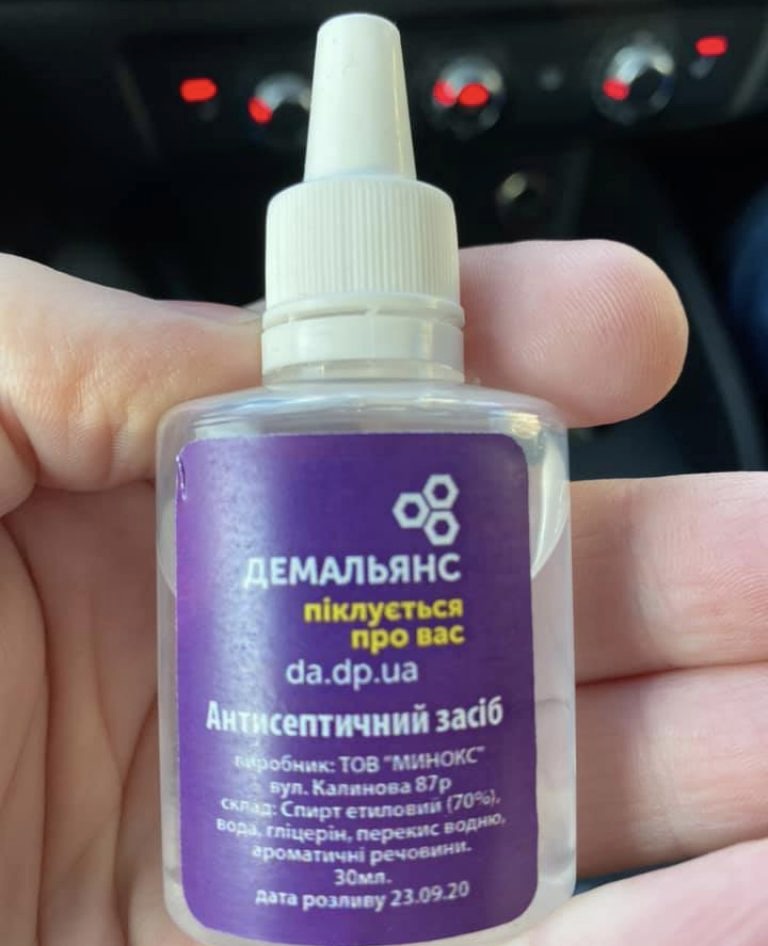 ДЕМАЛЬЯНС
піклується
про вас
da.dp.ua
Антисептичний засіб
виробник: ТОВ "МИНОКС"
вул. Калинова 87р
склад: Спирт етиловий (70%),
вода, гліцерін, перекис водню,
ароматичні речовини.
30мл.
дата розливу 23.09.20